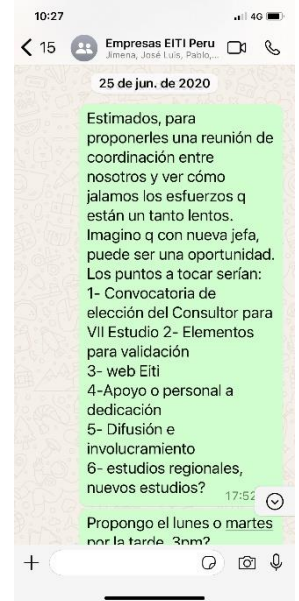 10:27
4G
15
Empresas EITI Peru
Jimena, José Luis, Pablo,...
25 de jun. de 2020
Estimados, para
proponerles una reunión de
coordinación entre
nosotros y ver cómo
jalamos los esfuerzos q
están un tanto lentos.
Imagino q con nueva jefa,
puede ser una oportunidad.
Los puntos a tocar serían:
1- Convocatoria de
elección del Consultor para
VII Estudio 2- Elementos
para validación
3- web Eiti
4-Apoyo o personal a
dedicación
5- Difusión e
involucramiento
6- estudios regionales,
nuevos estudios?
17:52
Propongo el lunes o martes
por la tarde, 3pm?